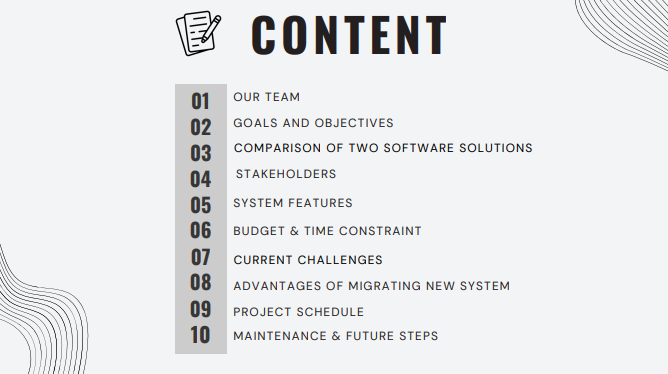 CONTENT
01 OUR TEAM
02 GOALS AND OBJECTIVES
03 COMPARISON OF TWO SOFTWARE SOLUTIONS
04 STAKEHOLDERS
05 SYSTEM FEATURES
06 BUDGET & TIME CONSTRAINT
07 CURRENT CHALLENGES
08 ADVANTAGES OF MIGRATING NEW SYSTEM
09 PROJECT SCHEDULE
10 MAINTENANCE & FUTURE STEPS